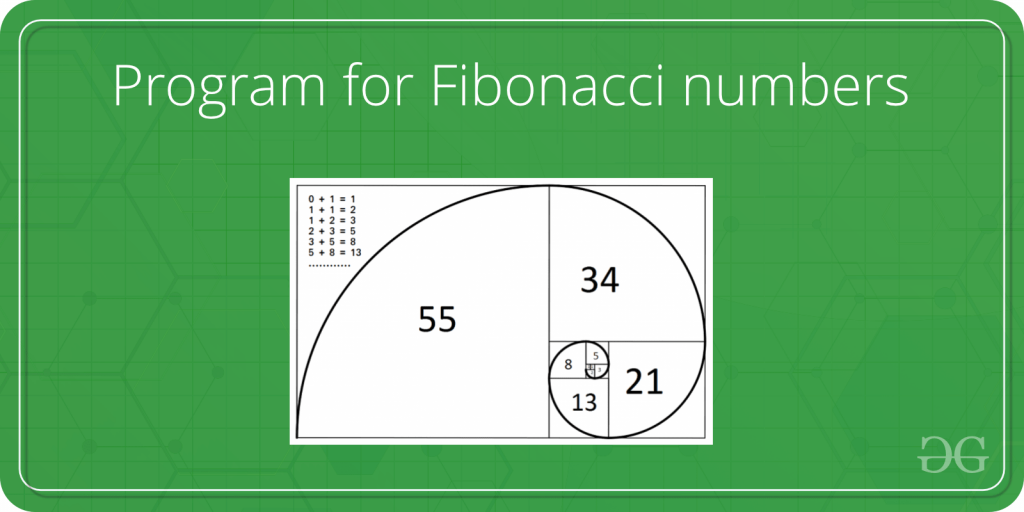 Program for Fibonacci numbers
0 + 1 = 1
1 + 1 = 2
1 + 2 = 3
2 + 3 = 5
3 + 5 = 8
5 + 8 = 13
............
34
55
5
8
3
21
13